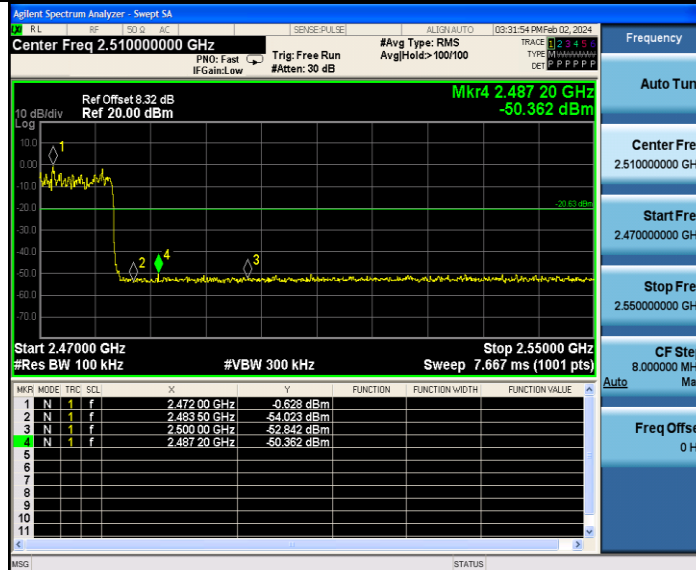 Agilent Spectrum Analyzer - Swept SA
RL RF 50 Ω AC SENSE:PULSE ALIGNAUTO 03:31:54 PM Feb 02, 2024
Center Freq 2.510000000 GHz #Avg Type: RMS TRACE 1 2 3 4 5 6
PNO: Fast Trig: Free Run Avg|Hold:> 100/100 TYPE M
IFGain:Low #Atten: 30 dB DET P P P P P P
Mkr4 2.487 20 GHz
Ref Offset 8.32 dB
10 dB/div Ref 20.00 dBm -50.362 dBm
Log
10.0
0.00
-10.0
-20.0
-30.0
-40.0
-50.0
-60.0
-70.0
1
2
4
3
-20.63 dBm
Start 2.47000 GHz Stop 2.55000 GHz
#Res BW 100 kHz #VBW 300 kHz Sweep 7.667 ms (1001 pts)
MKR MODE TRC SCL X Y FUNCTION FUNCTION WIDTH FUNCTION VALUE
1 N 1 f 2.472 00 GHz -0.628 dBm
2 N 1 f 2.483 50 GHz -54.023 dBm
3 N 1 f 2.500 00 GHz -52.842 dBm
4 N 1 f 2.487 20 GHz -50.362 dBm
5
6
7
8
9
10
11
MSG STATUS
Frequency
Auto Tun
Center Fre
2.510000000 GH
Start Fre
2.470000000 GH
Stop Fre
2.550000000 GH
CF Step
8.000000 MH
Auto Ma
Freq Offse
0 H